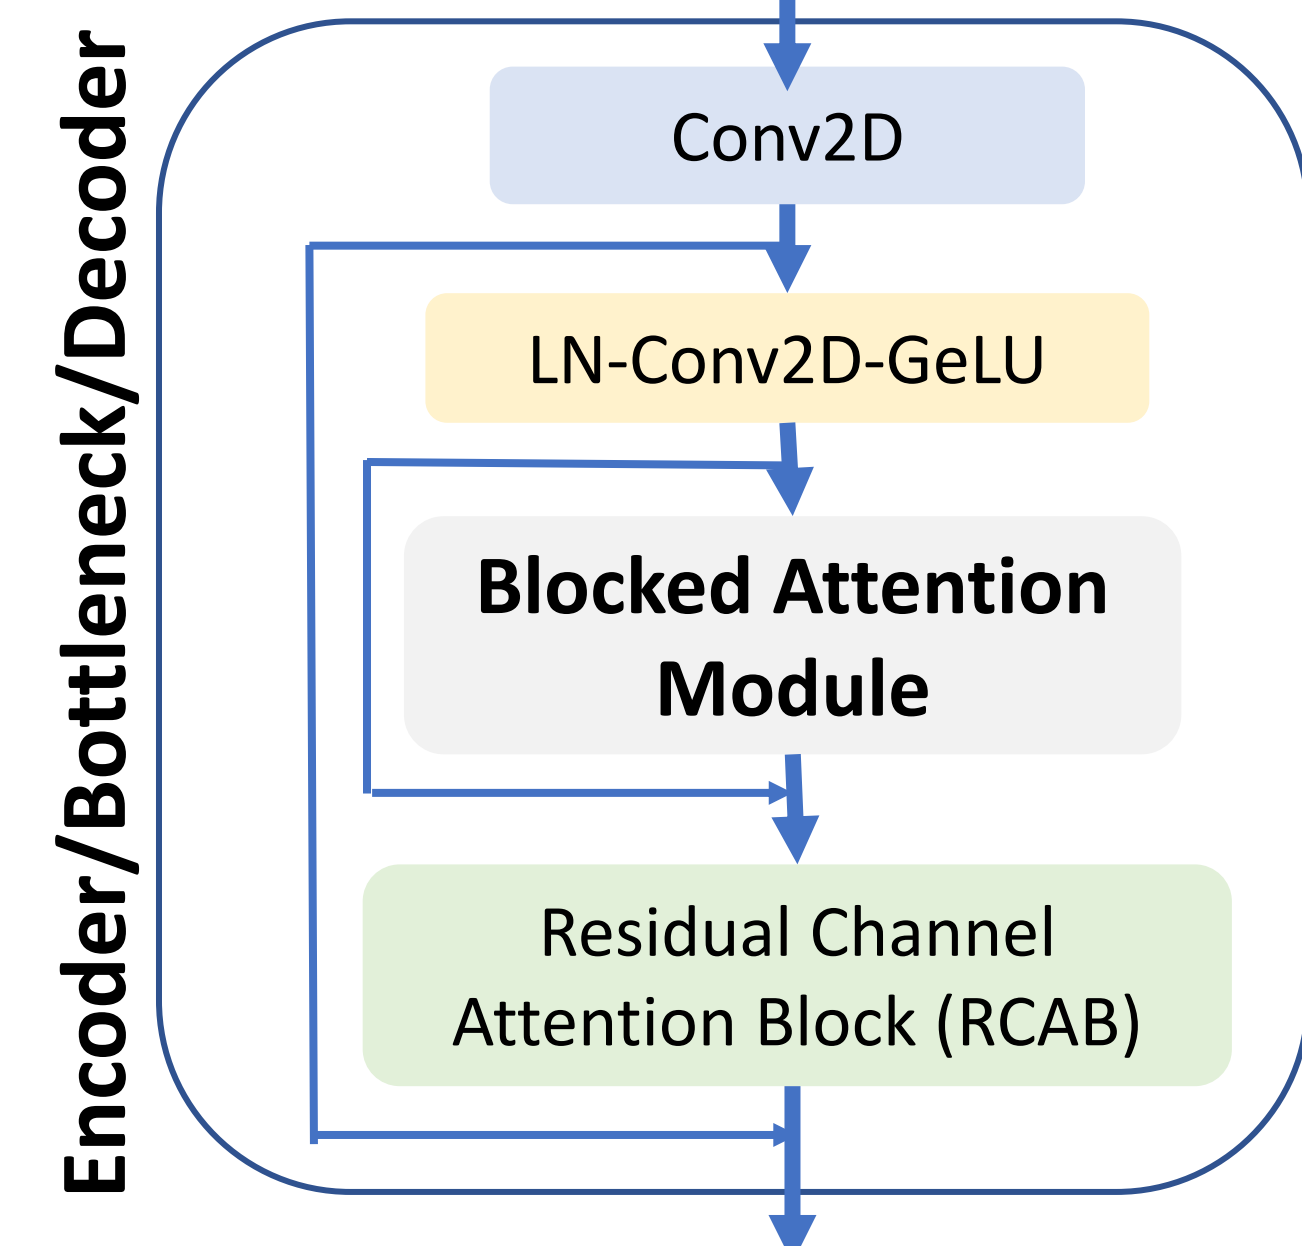 Encoder/Bottleneck/Decoder
Conv2D
LN-Conv2D-GeLU
Blocked Attention
Module
Residual Channel
Attention Block (RCAB)